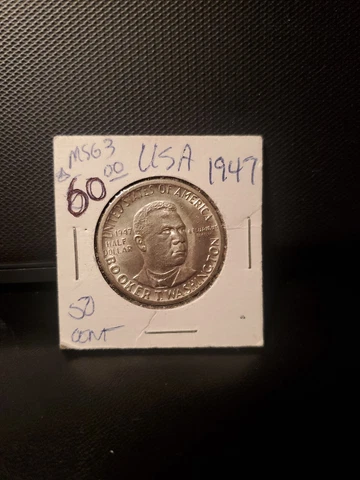 MS63
USA
1947
$60.00
UNITED STATES OF AMERICA
1947
HALF
DOLLAR
BOOKER T. WASHINGTON
50
CENT